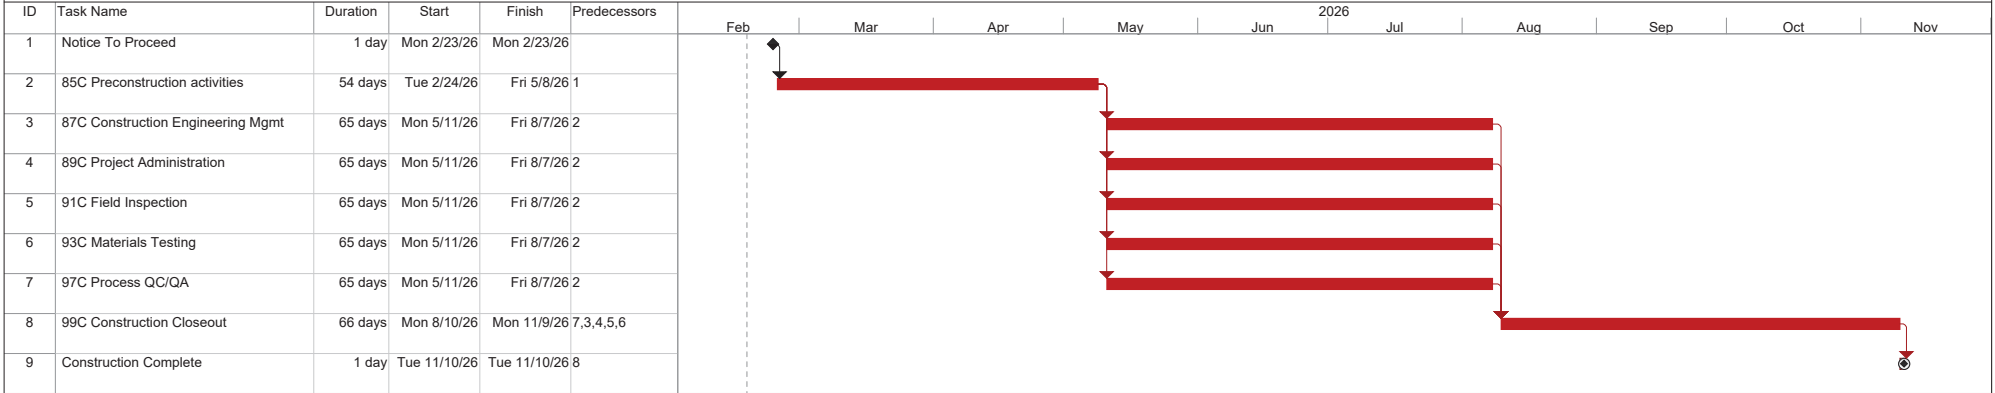 ID Task Name Duration Start Finish Predecessors 2026
Feb Mar Apr May Jun Jul Aug Sep Oct Nov
1 Notice To Proceed 1 day Mon 2/23/26 Mon 2/23/26
2 85C Preconstruction activities 54 days Tue 2/24/26 Fri 5/8/26 1
3 87C Construction Engineering Mgmt 65 days Mon 5/11/26 Fri 8/7/26 2
4 89C Project Administration 65 days Mon 5/11/26 Fri 8/7/26 2
5 91C Field Inspection 65 days Mon 5/11/26 Fri 8/7/26 2
6 93C Materials Testing 65 days Mon 5/11/26 Fri 8/7/26 2
7 97C Process QC/QA 65 days Mon 5/11/26 Fri 8/7/26 2
8 99C Construction Closeout 66 days Mon 8/10/26 Mon 11/9/26 7,3,4,5,6
9 Construction Complete 1 day Tue 11/10/26 Tue 11/10/26 8